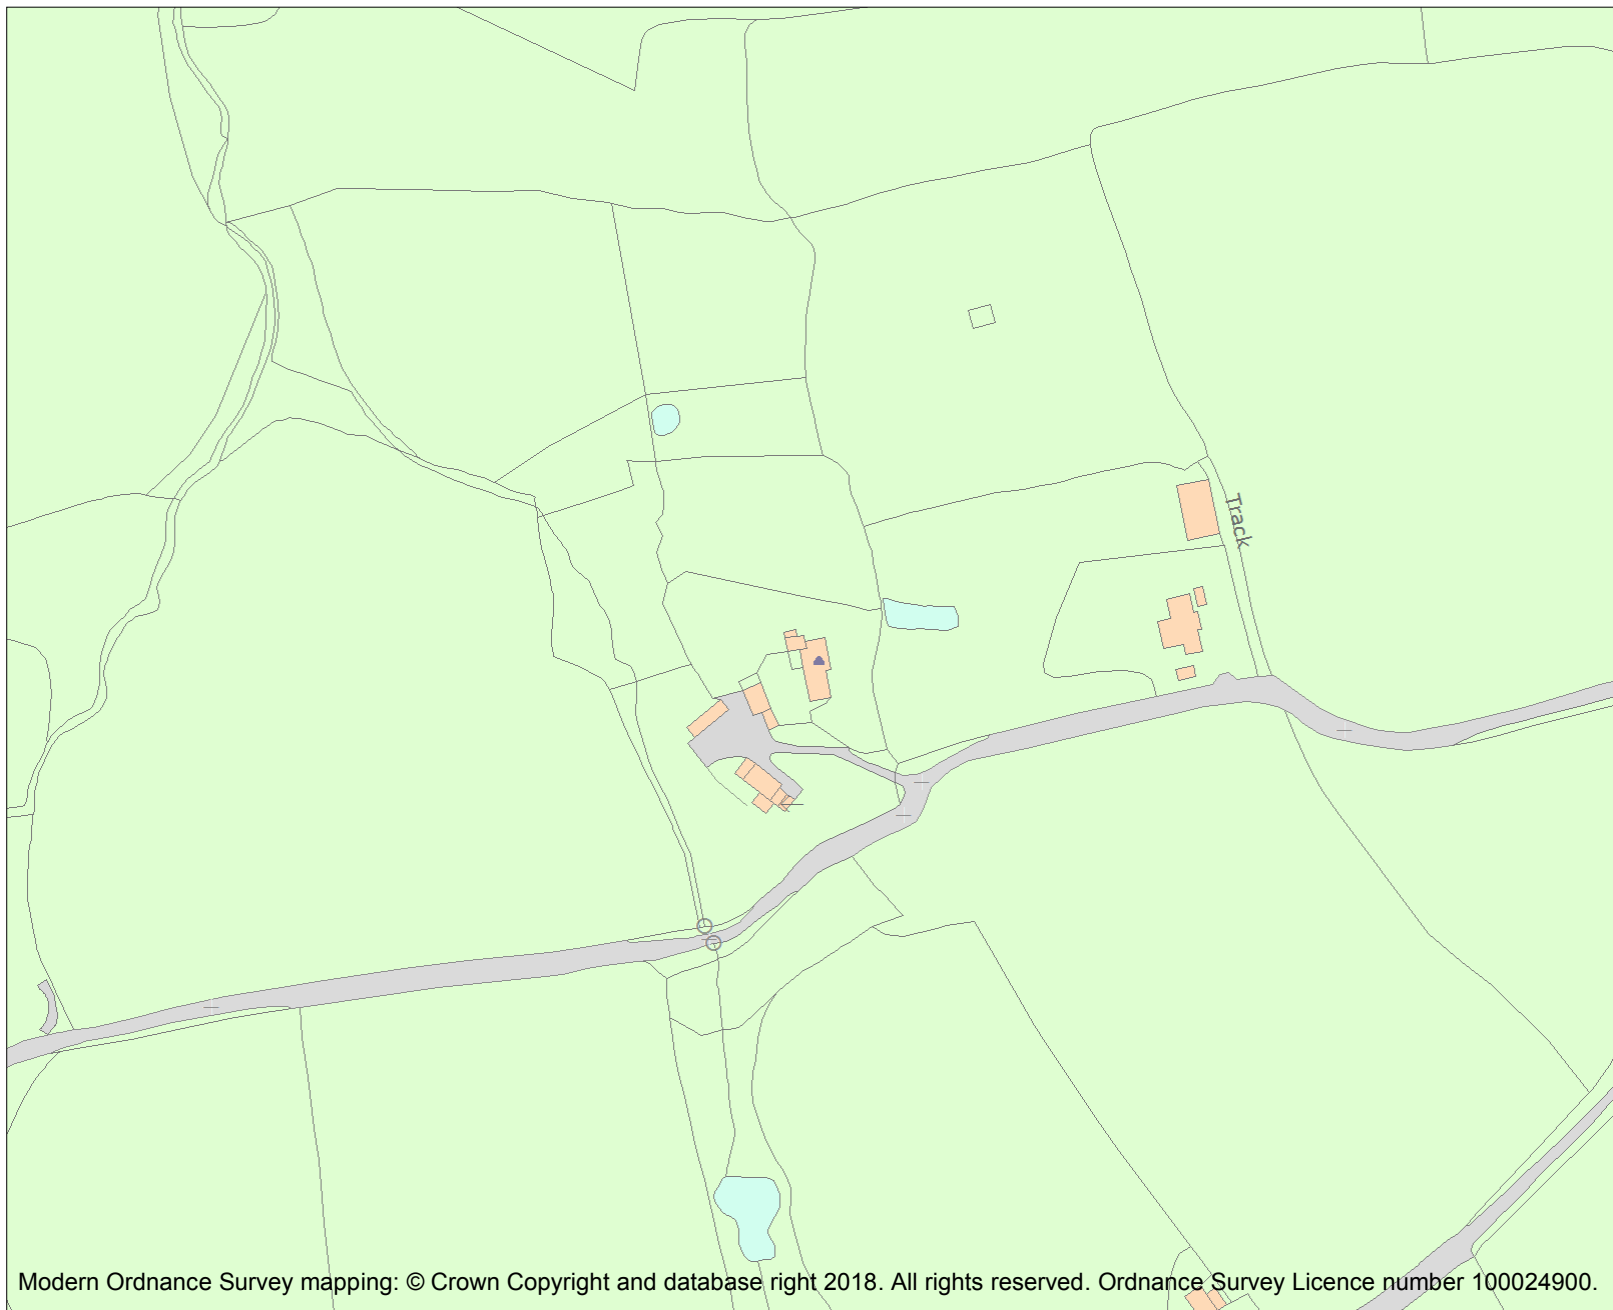 Track
Modern Ordnance Survey mapping: © Crown Copyright and database right 2018. All rights reserved. Ordnance Survey Licence number 100024900.